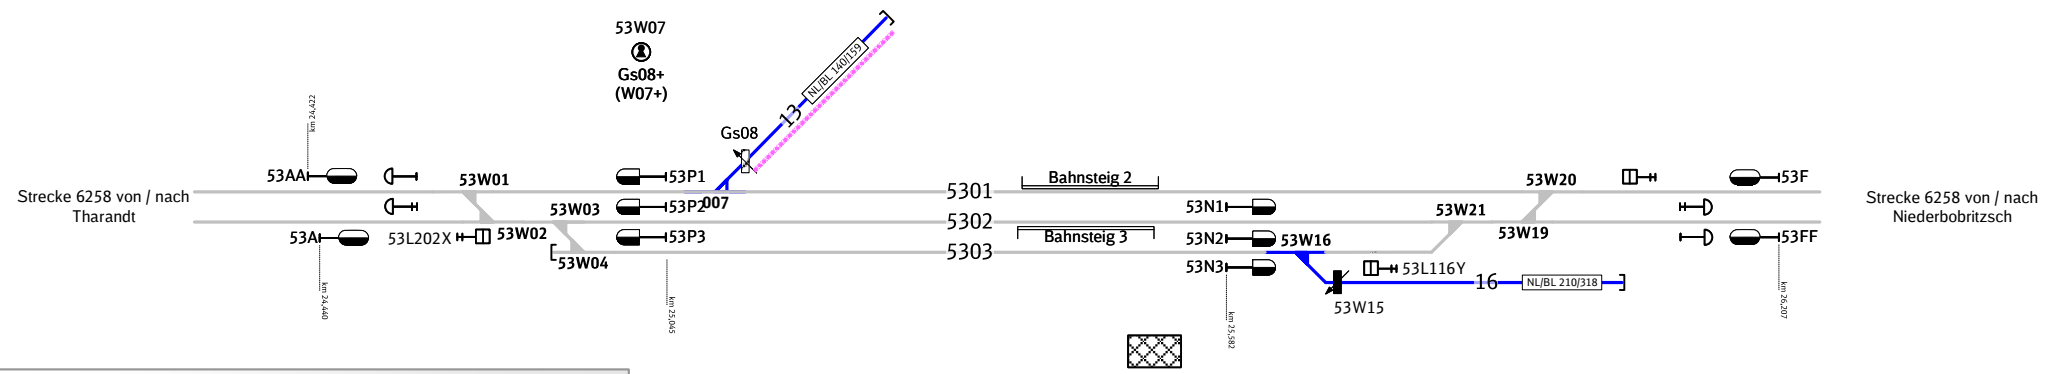 53W07
Gs08+
(W07+)
NL/BL 140/159
13
Gs08
km 24,422
53AA
53W01
53P1
5301
Bahnsteig 2
53W20
53F
Strecke 6258 von / nach
Tharandt
53W03
53P2
007
5302
53N1
53W21
Strecke 6258 von / nach
Niederbobritzsch
53A
53L202X
53W02
53P3
Bahnsteig 3
53N2
53W16
53W19
53FF
53W04
5303
53N3
53L116Y
16
NL/BL 210/318
53W15
km 24,440
km 25,045
km 25,582
km 26,207